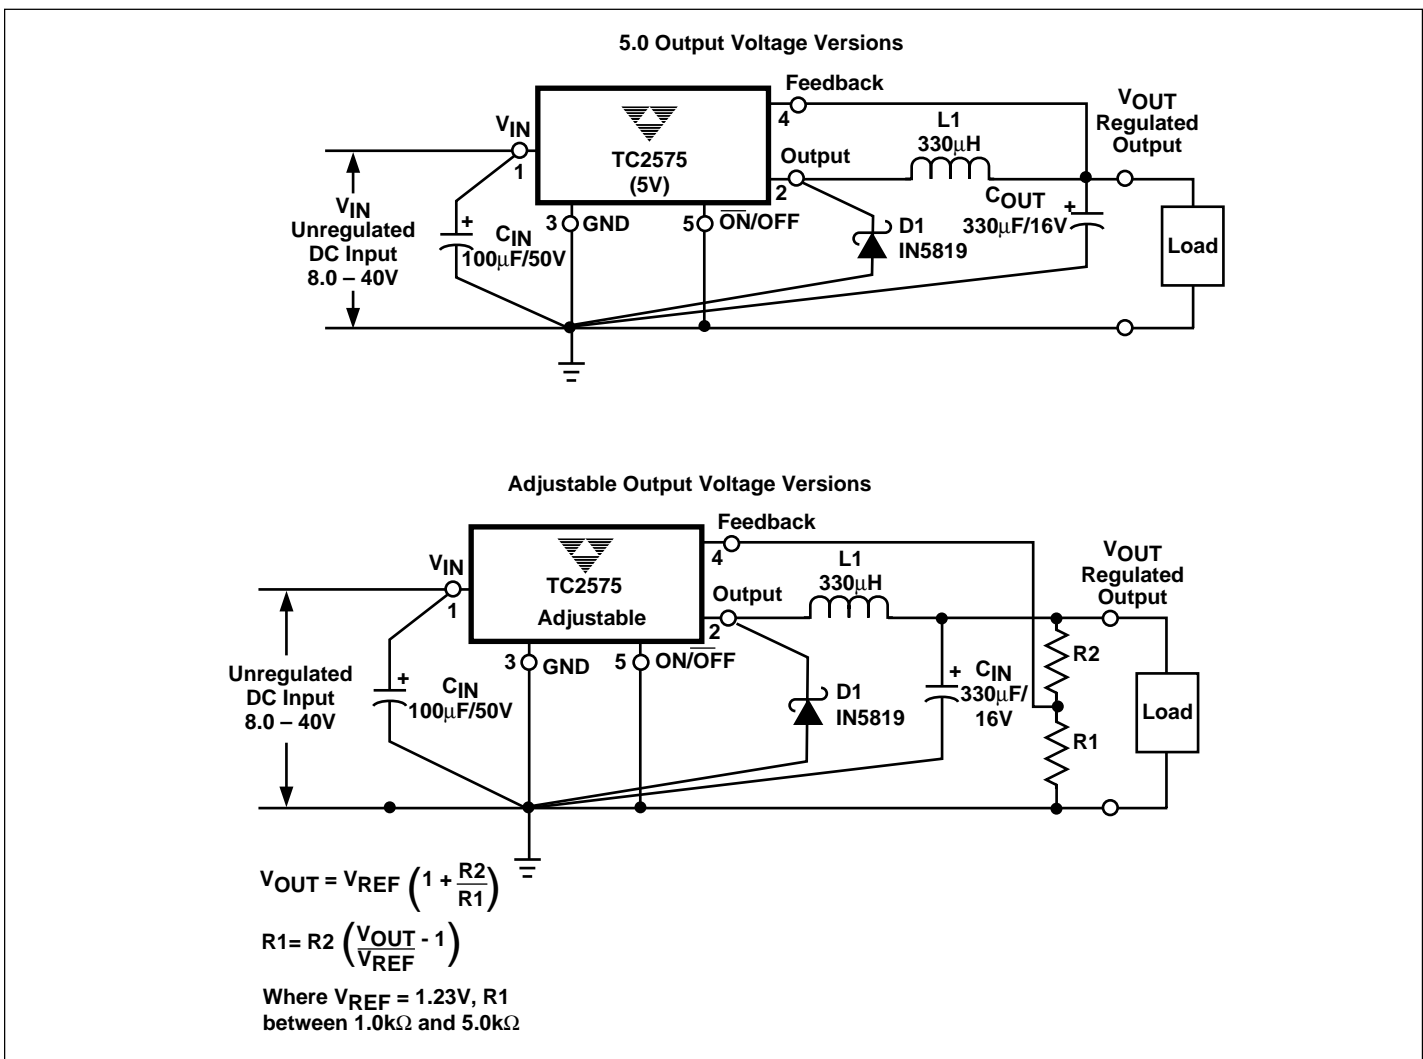 5.0 Output Voltage Versions
Feedback
4
VOUT
Regulated
Output
L1
330μH
VIN
1
TC2575
(5V)
Output
2
VIN
Unregulated
DC Input
8.0 – 40V
+
CIN
100μF/50V
3
GND
5
ON/OFF
D1
IN5819
COUT
330μF/16V
+
Load
Adjustable Output Voltage Versions
Feedback
4
VOUT
Regulated
Output
L1
330μH
VIN
1
TC2575
Adjustable
Output
2
Unregulated
DC Input
8.0 – 40V
+
CIN
100μF/50V
3
GND
5
ON/OFF
D1
IN5819
+
CIN
330μF/
16V
R2
R1
Load
VOUT = VREF (1 + R2/R1)
R1= R2 (VOUT/VREF - 1)
Where VREF = 1.23V, R1
between 1.0kΩ and 5.0kΩ